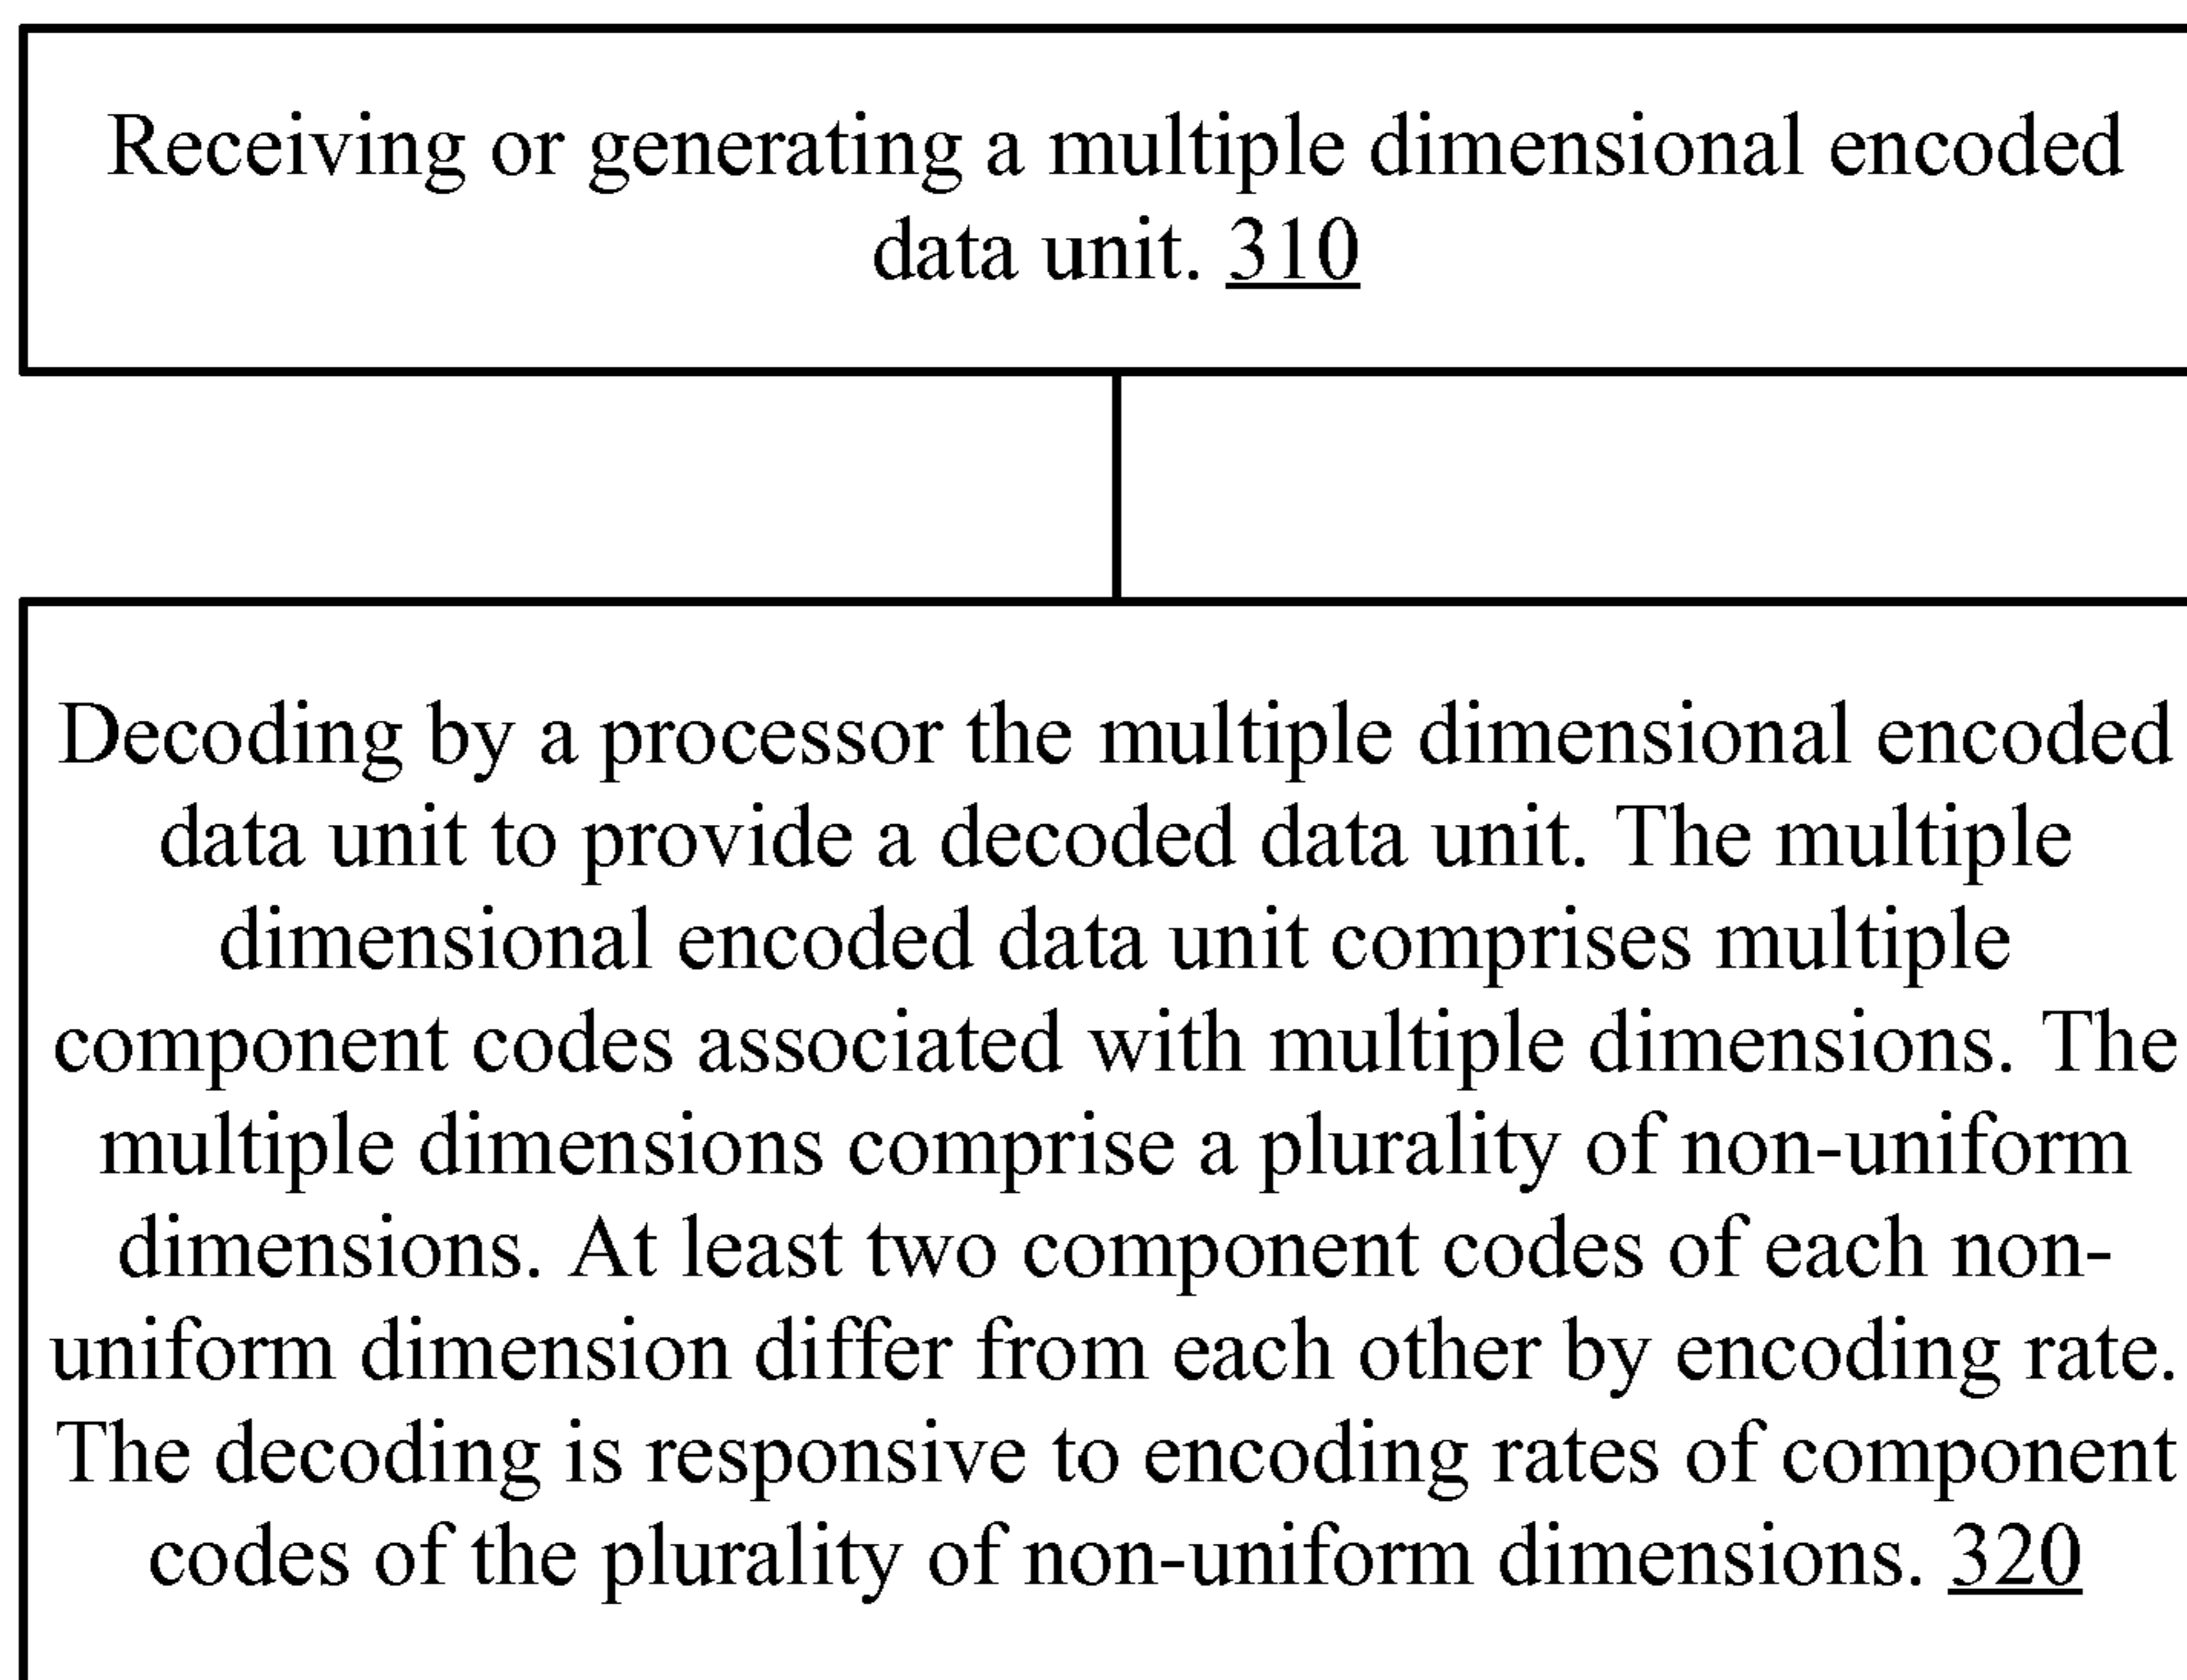 Receiving or generating a multiple dimensional encoded
data unit. 310
Decoding by a processor the multiple dimensional encoded
data unit to provide a decoded data unit. The multiple
dimensional encoded data unit comprises multiple
component codes associated with multiple dimensions. The
multiple dimensions comprise a plurality of non-uniform
dimensions. At least two component codes of each non-
uniform dimension differ from each other by encoding rate.
The decoding is responsive to encoding rates of component
codes of the plurality of non-uniform dimensions. 320